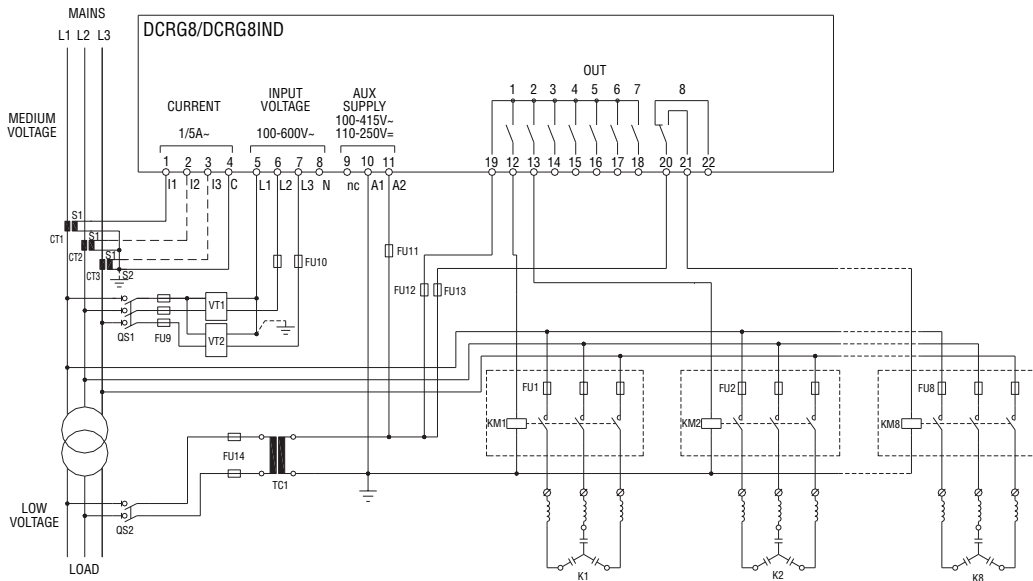 MAINS
L1 L2 L3
DCRG8/DCRG8IND
OUT
1 2 3 4 5 6 7 8
MEDIUM
VOLTAGE
CURRENT
1/5A~
INPUT
VOLTAGE
100-600V~
AUX
SUPPLY
100-415V~
110-250V=
1 2 3 4 5 6 7 8 9 10 11 19 12 13 14 15 16 17 18 20 21 22
I1 I2 I3 C L1 L2 L3 N nc A1 A2
S1
CT1
S1
CT2
S1
CT3
S2
FU10
FU11
FU12
FU13
VT1
VT2
QS1
FU9
FU1
FU2
FU8
KM1
KM2
KM8
FU14
TC1
LOW
VOLTAGE
QS2
LOAD
K1
K2
K8